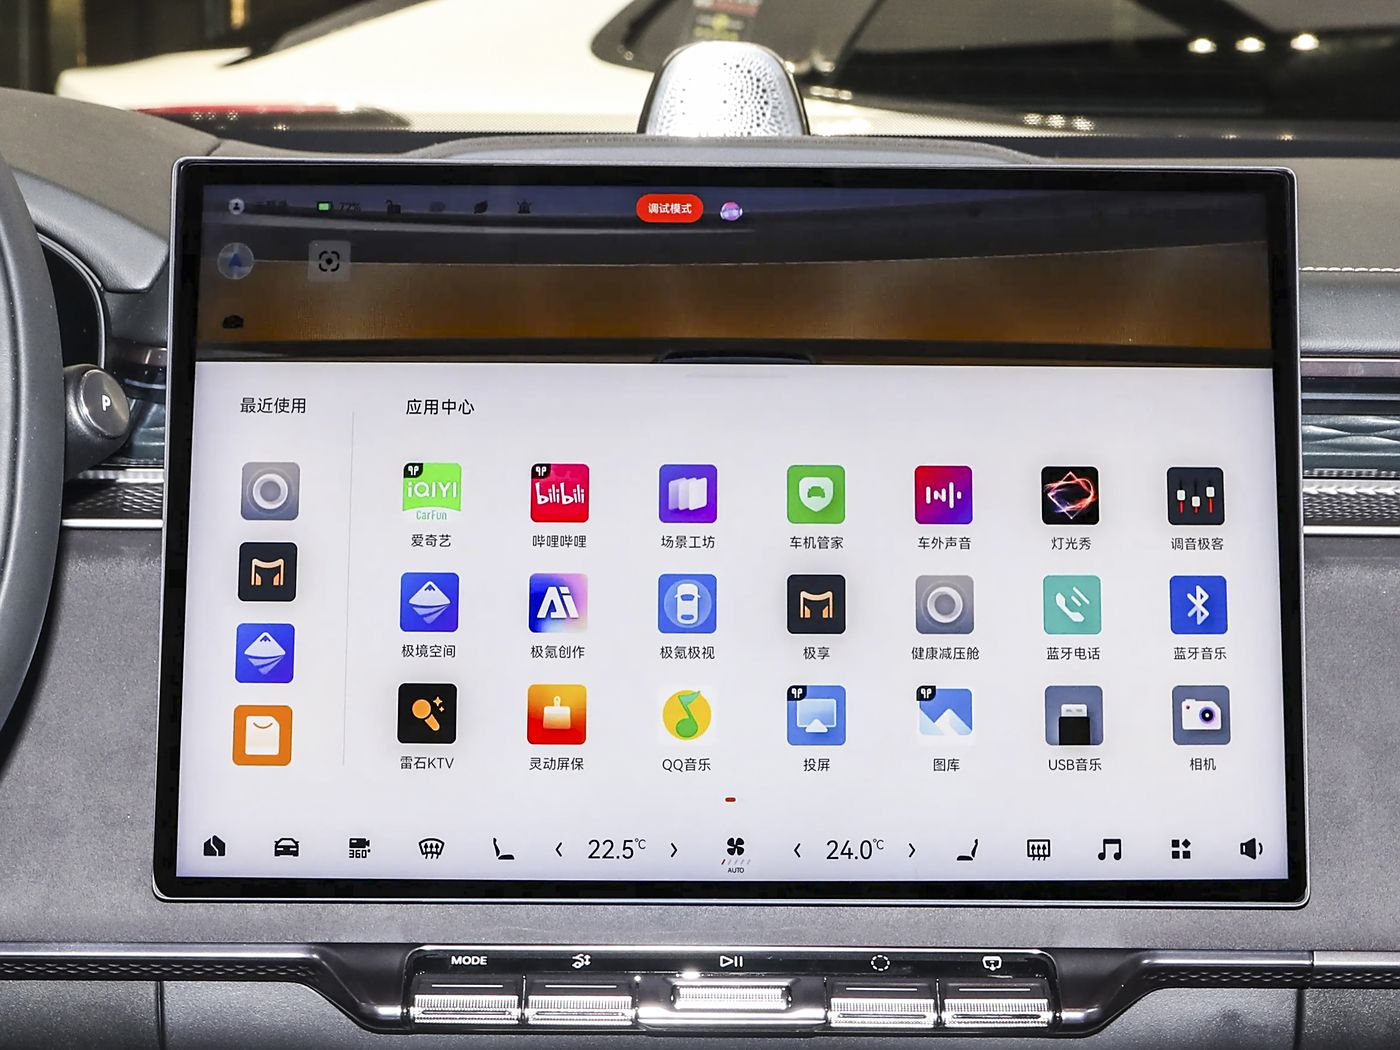 72%
调试模式
P
最近使用
应用中心
iQIYI
CarFun
bilibili
爱奇艺
哔哩哔哩
场景工坊
车机管家
车外声音
灯光秀
调音极客
Ai
极境空间
极氪创作
极氪极视
极享
健康减压舱
蓝牙电话
蓝牙音乐
雷石KTV
灵动屏保
QQ音乐
投屏
图库
USB音乐
相机
360°
22.5℃
AUTO
24.0℃
MODE